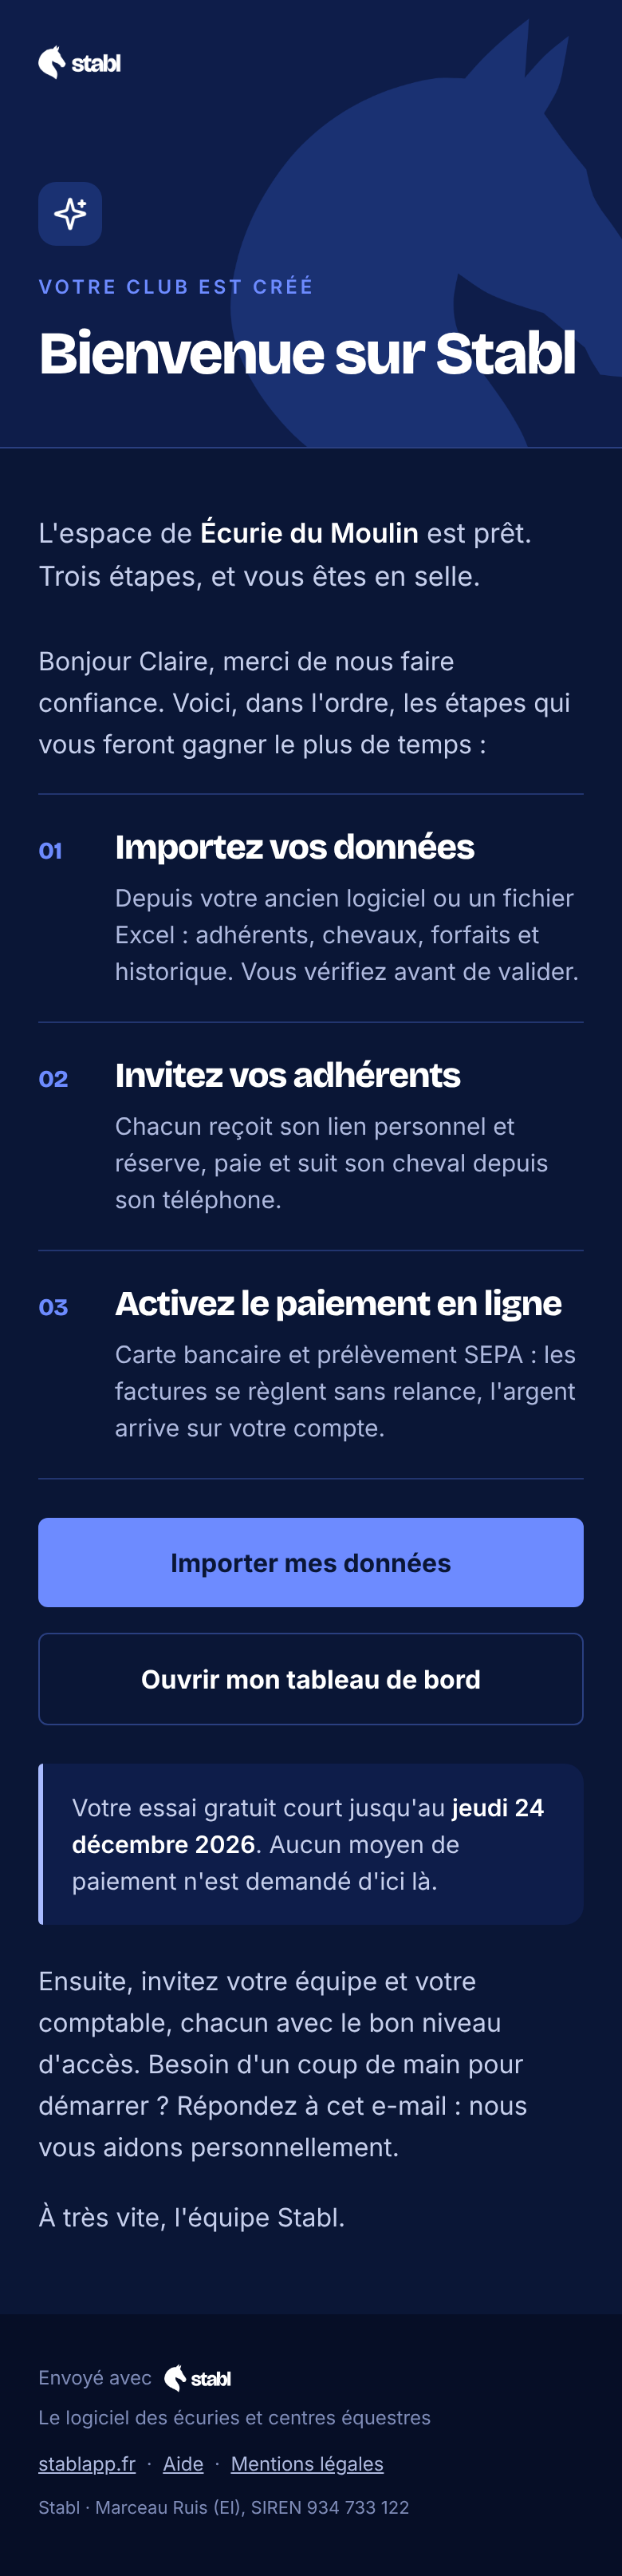 stabl
VOTRE CLUB EST CRÉÉ
Bienvenue sur Stabl
L'espace de Écurie du Moulin est prêt.
Trois étapes, et vous êtes en selle.
Bonjour Claire, merci de nous faire
confiance. Voici, dans l'ordre, les étapes qui
vous feront gagner le plus de temps :
01 Importez vos données
Depuis votre ancien logiciel ou un fichier
Excel : adhérents, chevaux, forfaits et
historique. Vous vérifiez avant de valider.
02 Invitez vos adhérents
Chacun reçoit son lien personnel et
réserve, paie et suit son cheval depuis
son téléphone.
03 Activez le paiement en ligne
Carte bancaire et prélèvement SEPA : les
factures se règlent sans relance, l'argent
arrive sur votre compte.
Importer mes données
Ouvrir mon tableau de bord
Votre essai gratuit court jusqu'au jeudi 24
décembre 2026. Aucun moyen de
paiement n'est demandé d'ici là.
Ensuite, invitez votre équipe et votre
comptable, chacun avec le bon niveau
d'accès. Besoin d'un coup de main pour
démarrer ? Répondez à cet e-mail : nous
vous aidons personnellement.
À très vite, l'équipe Stabl.
Envoyé avec stabl
Le logiciel des écuries et centres équestres
stablapp.fr · Aide · Mentions légales
Stabl · Marceau Ruis (EI), SIREN 934 733 122